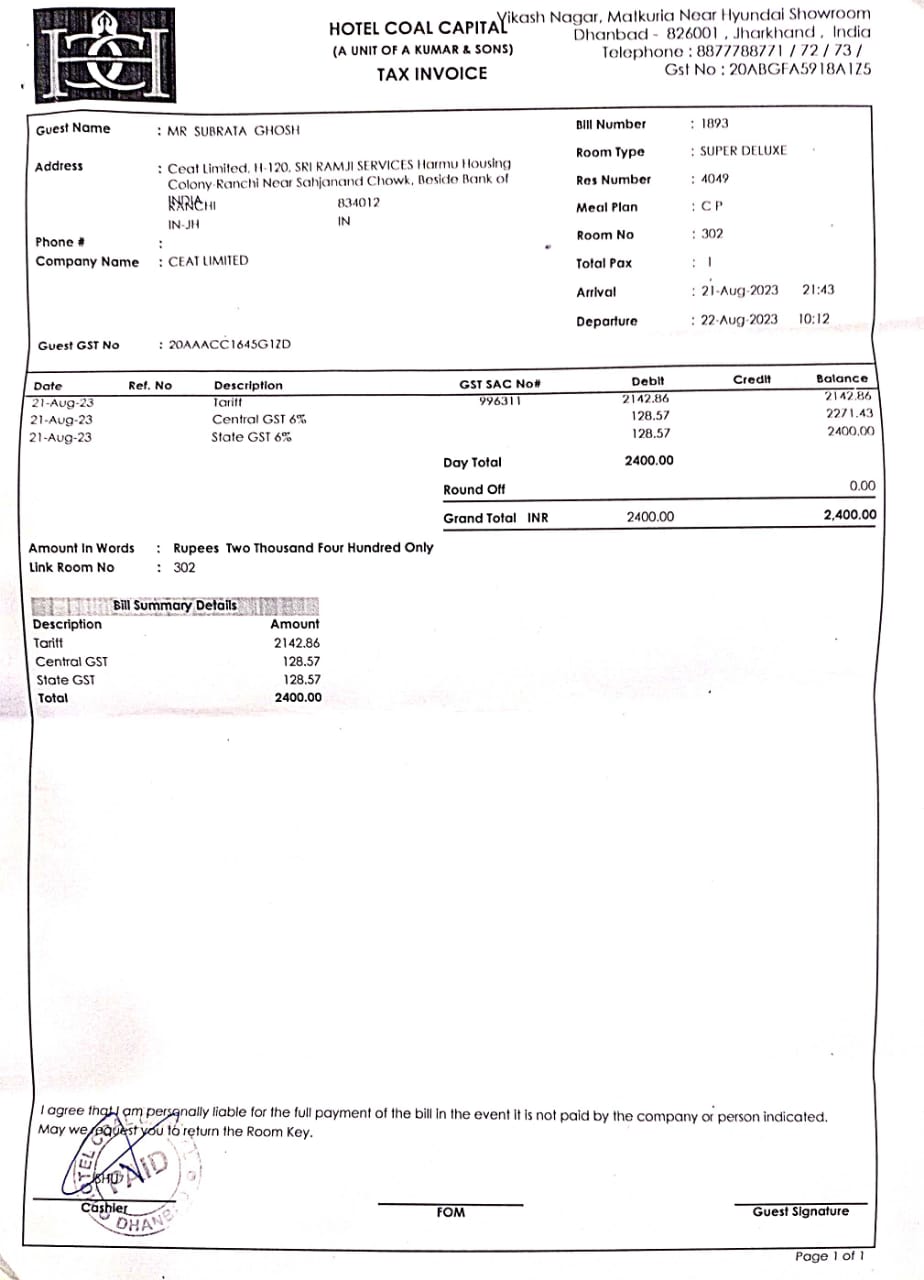 HOTEL COAL CAPITAL
(A UNIT OF A KUMAR & SONS)
TAX INVOICE
Vikash Nagar, Matkuria Near Hyundai Showroom
Dhanbad - 826001 , Jharkhand , India
Telephone : 8877788771 / 72 / 73 /
Gst No : 20ABGFA5918A1Z5
Guest Name : MR SUBRATA GHOSH
Address : Ceat Limited, H-120, SRI RAMJI SERVICES Harmu Housing
Colony Ranchi Near Sahjanand Chowk, Beside Bank of
INDIA
RANCHI 834012
IN-JH IN
Phone # :
Company Name : CEAT LIMITED
Guest GST No : 20AAACC1645G1ZD
Bill Number : 1893
Room Type : SUPER DELUXE
Res Number : 4049
Meal Plan : C P
Room No : 302
Total Pax : 1
Arrival : 21-Aug-2023 21:43
Departure : 22-Aug-2023 10:12
Date Ref. No Description GST SAC No# Debit Credit Balance
21-Aug-23 Tariff 996311 2142.86 2142.86
21-Aug-23 Central GST 6% 128.57 2271.43
21-Aug-23 State GST 6% 128.57 2400.00
Day Total 2400.00
Round Off 0.00
Grand Total INR 2400.00 2,400.00
Amount In Words : Rupees Two Thousand Four Hundred Only
Link Room No : 302
Bill Summary Details
Description Amount
Tariff 2142.86
Central GST 128.57
State GST 128.57
Total 2400.00
I agree that I am personally liable for the full payment of the bill in the event it is not paid by the company or person indicated.
May we request you to return the Room Key.
PAID
Cashier FOM Guest Signature
Page 1 of 1